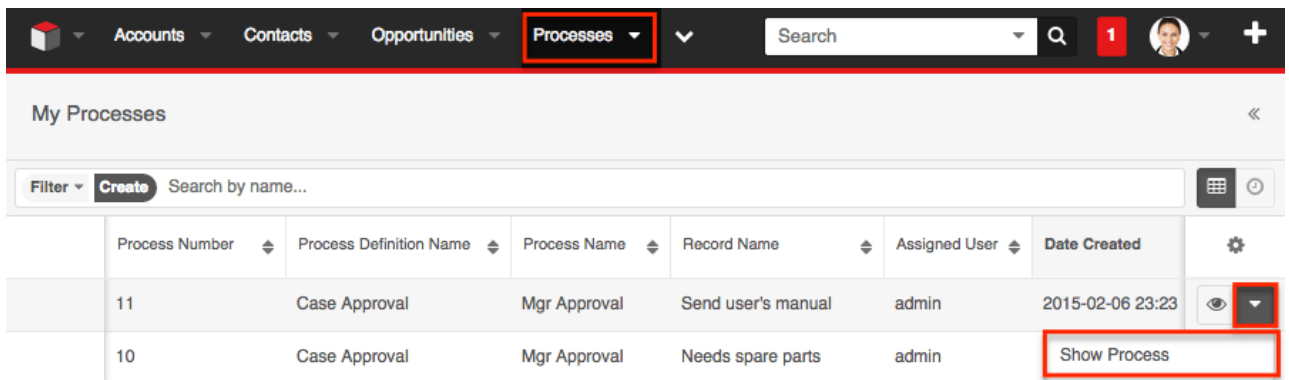 Accounts Contacts Opportunities Processes Search 1
My Processes
Filter Create Search by name...
Process Number Process Definition Name Process Name Record Name Assigned User Date Created
11 Case Approval Mgr Approval Send user's manual admin 2015-02-06 23:23
10 Case Approval Mgr Approval Needs spare parts admin Show Process